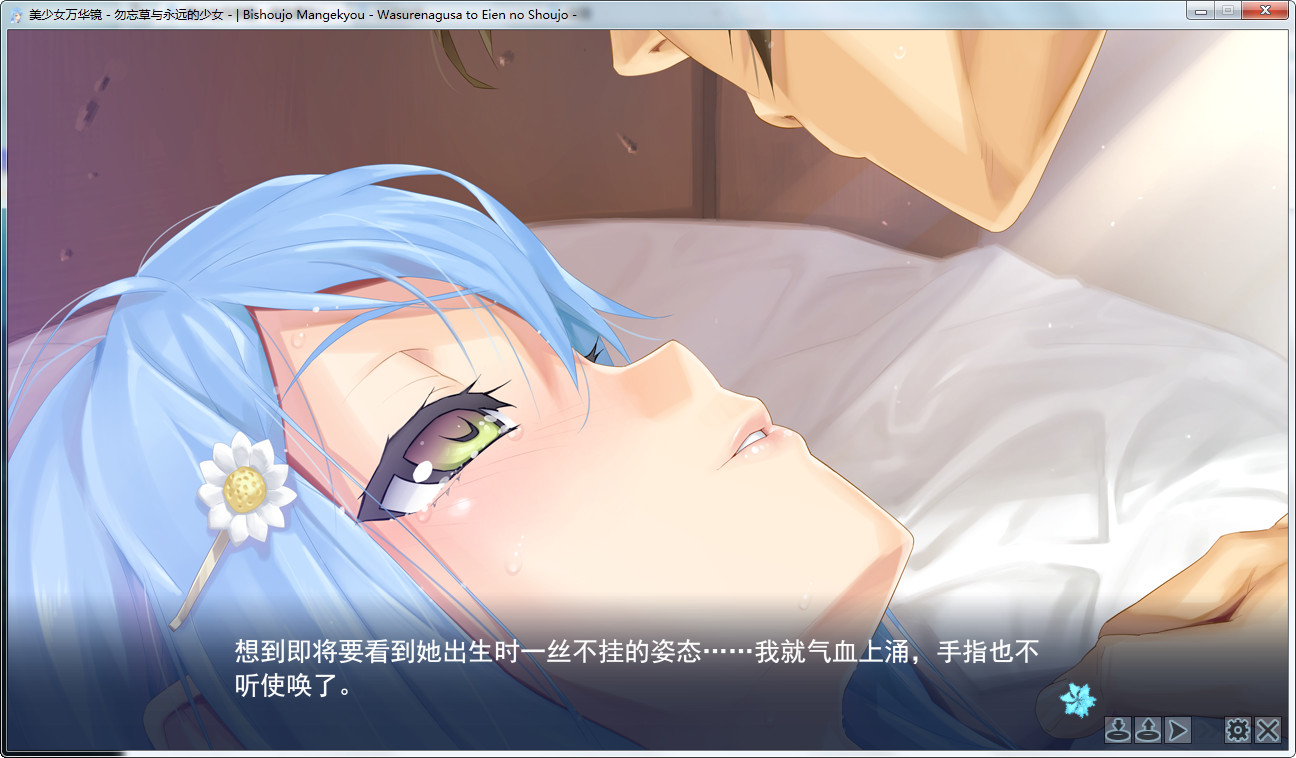 美少女万华镜 - 勿忘草与永远的少女 - | Bishoujo Mangekyou - Wasurenagusa to Eien no Shoujo -
想到即将要看到她出生时一丝不挂的姿态……我就气血上涌，手指也不
听使唤了。